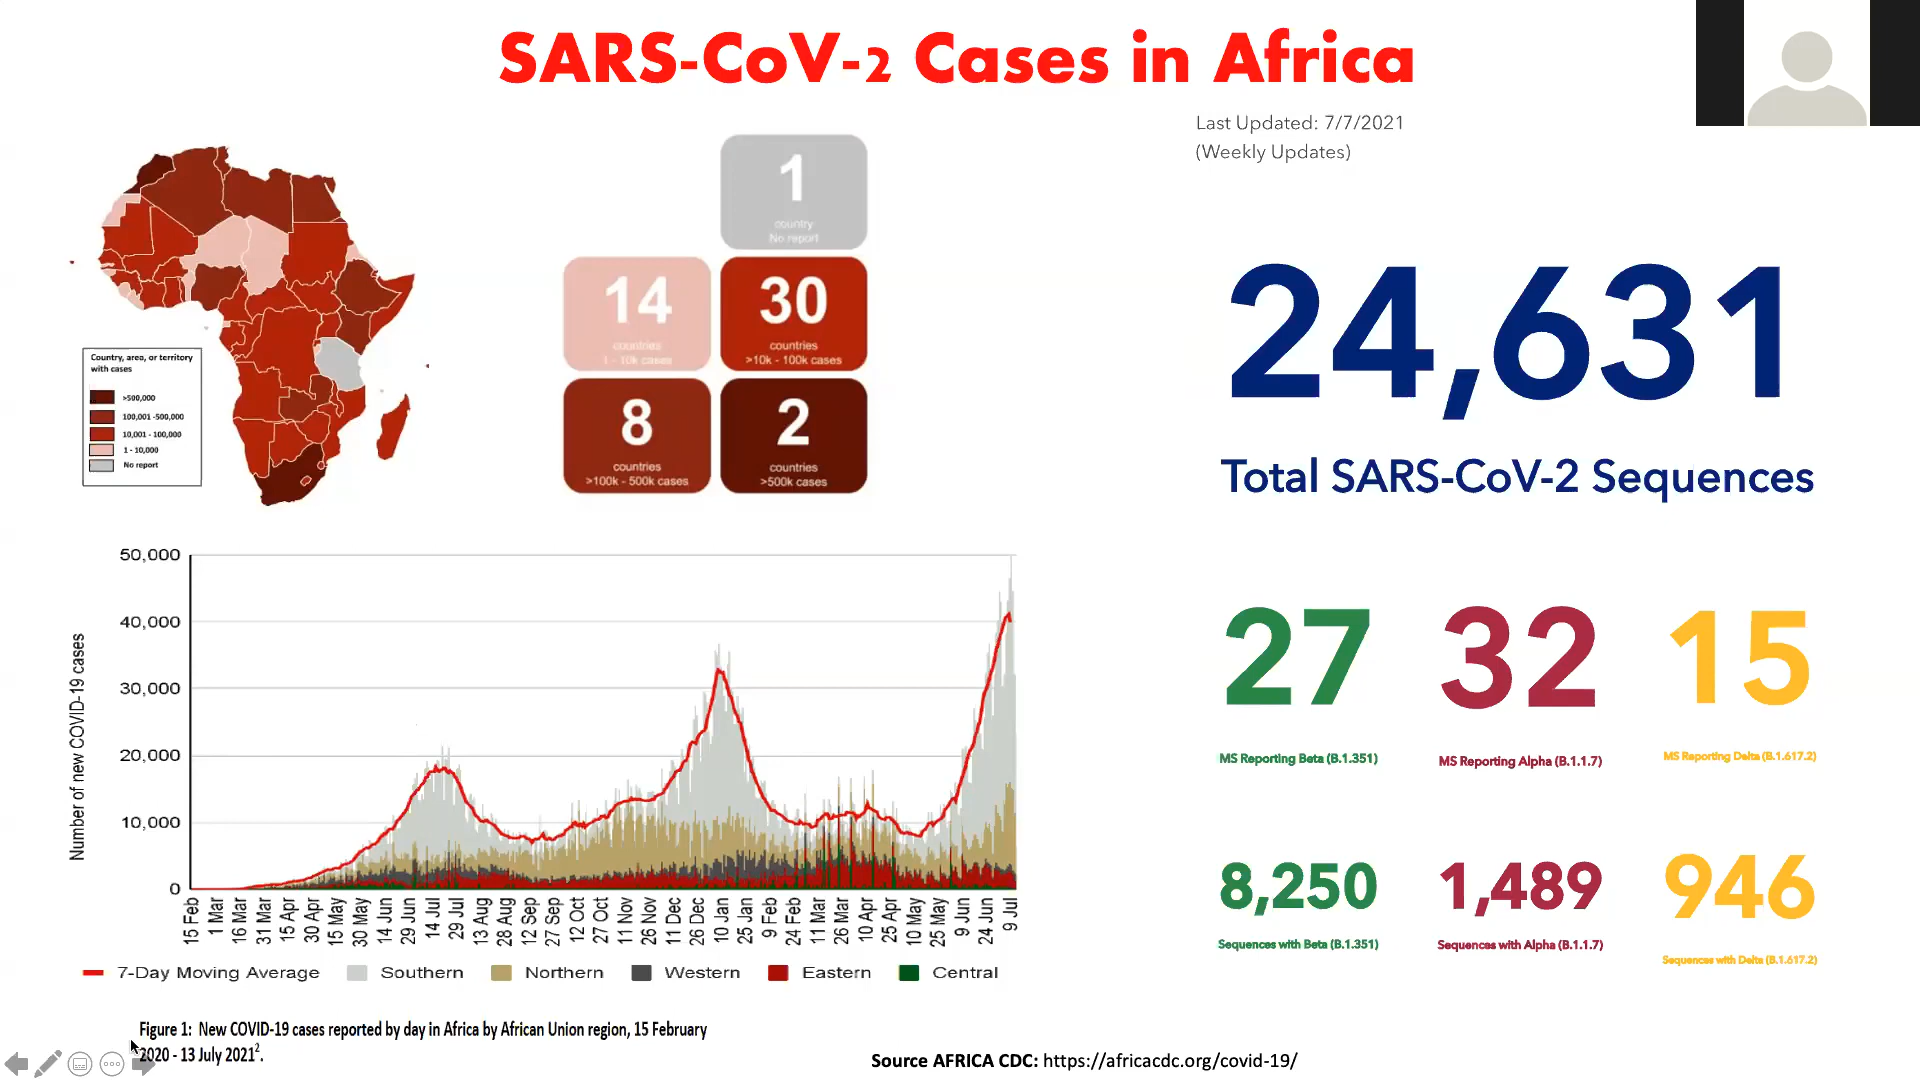 SARS-CoV-2 Cases in Africa
Last Updated: 7/7/2021
(Weekly Updates)
Country, area, or territory
with cases
>500,000
100,001 -500,000
10,001 - 100,000
1 - 10,000
No report
1
country
No report
14
countries
1 - 10k cases
30
countries
>10k - 100k cases
8
countries
>100k - 500k cases
2
countries
>500k cases
24,631
Total SARS-CoV-2 Sequences
27
MS Reporting Beta (B.1.351)
32
MS Reporting Alpha (B.1.1.7)
15
MS Reporting Delta (B.1.617.2)
8,250
Sequences with Beta (B.1.351)
1,489
Sequences with Alpha (B.1.1.7)
946
Sequences with Delta (B.1.617.2)
Number of new COVID-19 cases
50,000
40,000
30,000
20,000
10,000
0
15 Feb
1 Mar
16 Mar
31 Mar
15 Apr
30 Apr
15 May
30 May
14 Jun
29 Jun
14 Jul
29 Jul
13 Aug
28 Aug
12 Sep
27 Sep
12 Oct
27 Oct
11 Nov
26 Nov
11 Dec
26 Dec
10 Jan
25 Jan
9 Feb
24 Feb
11 Mar
26 Mar
10 Apr
25 Apr
10 May
25 May
9 Jun
24 Jun
9 Jul
7-Day Moving Average
Southern
Northern
Western
Eastern
Central
Figure 1: New COVID-19 cases reported by day in Africa by African Union region, 15 February
2020 - 13 July 2021².
Source AFRICA CDC: https://africacdc.org/covid-19/